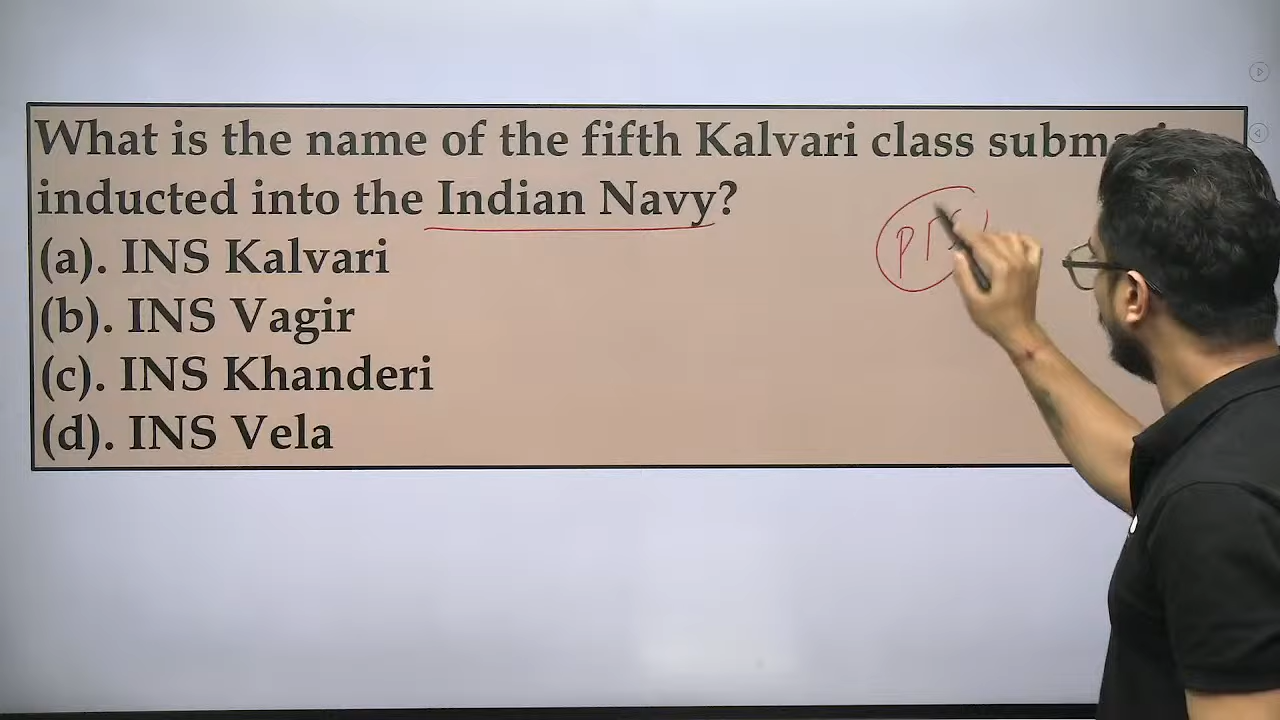 What is the name of the fifth Kalvari class
inducted into the Indian Navy?
(a). INS Kalvari
(b). INS Vagir
(c). INS Khanderi
(d). INS Vela